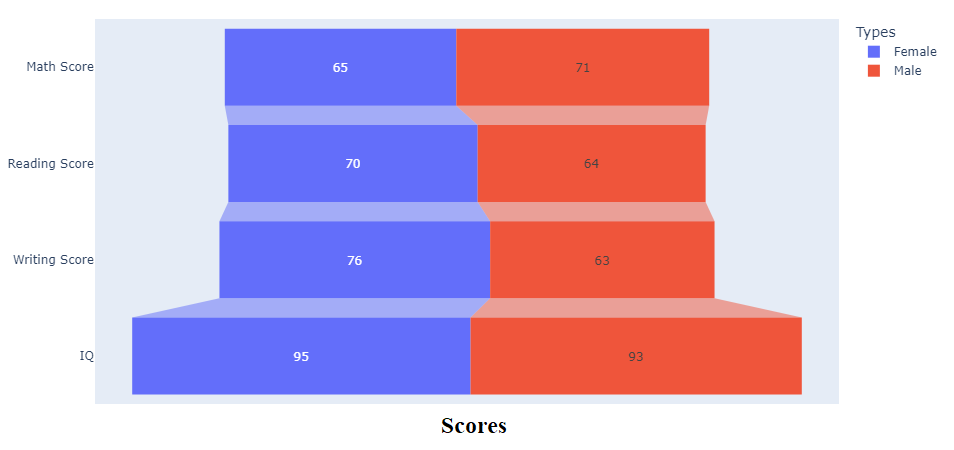 Types
Female
Male
Math Score
65
71
Reading Score
70
64
Writing Score
76
63
IQ
95
93
Scores